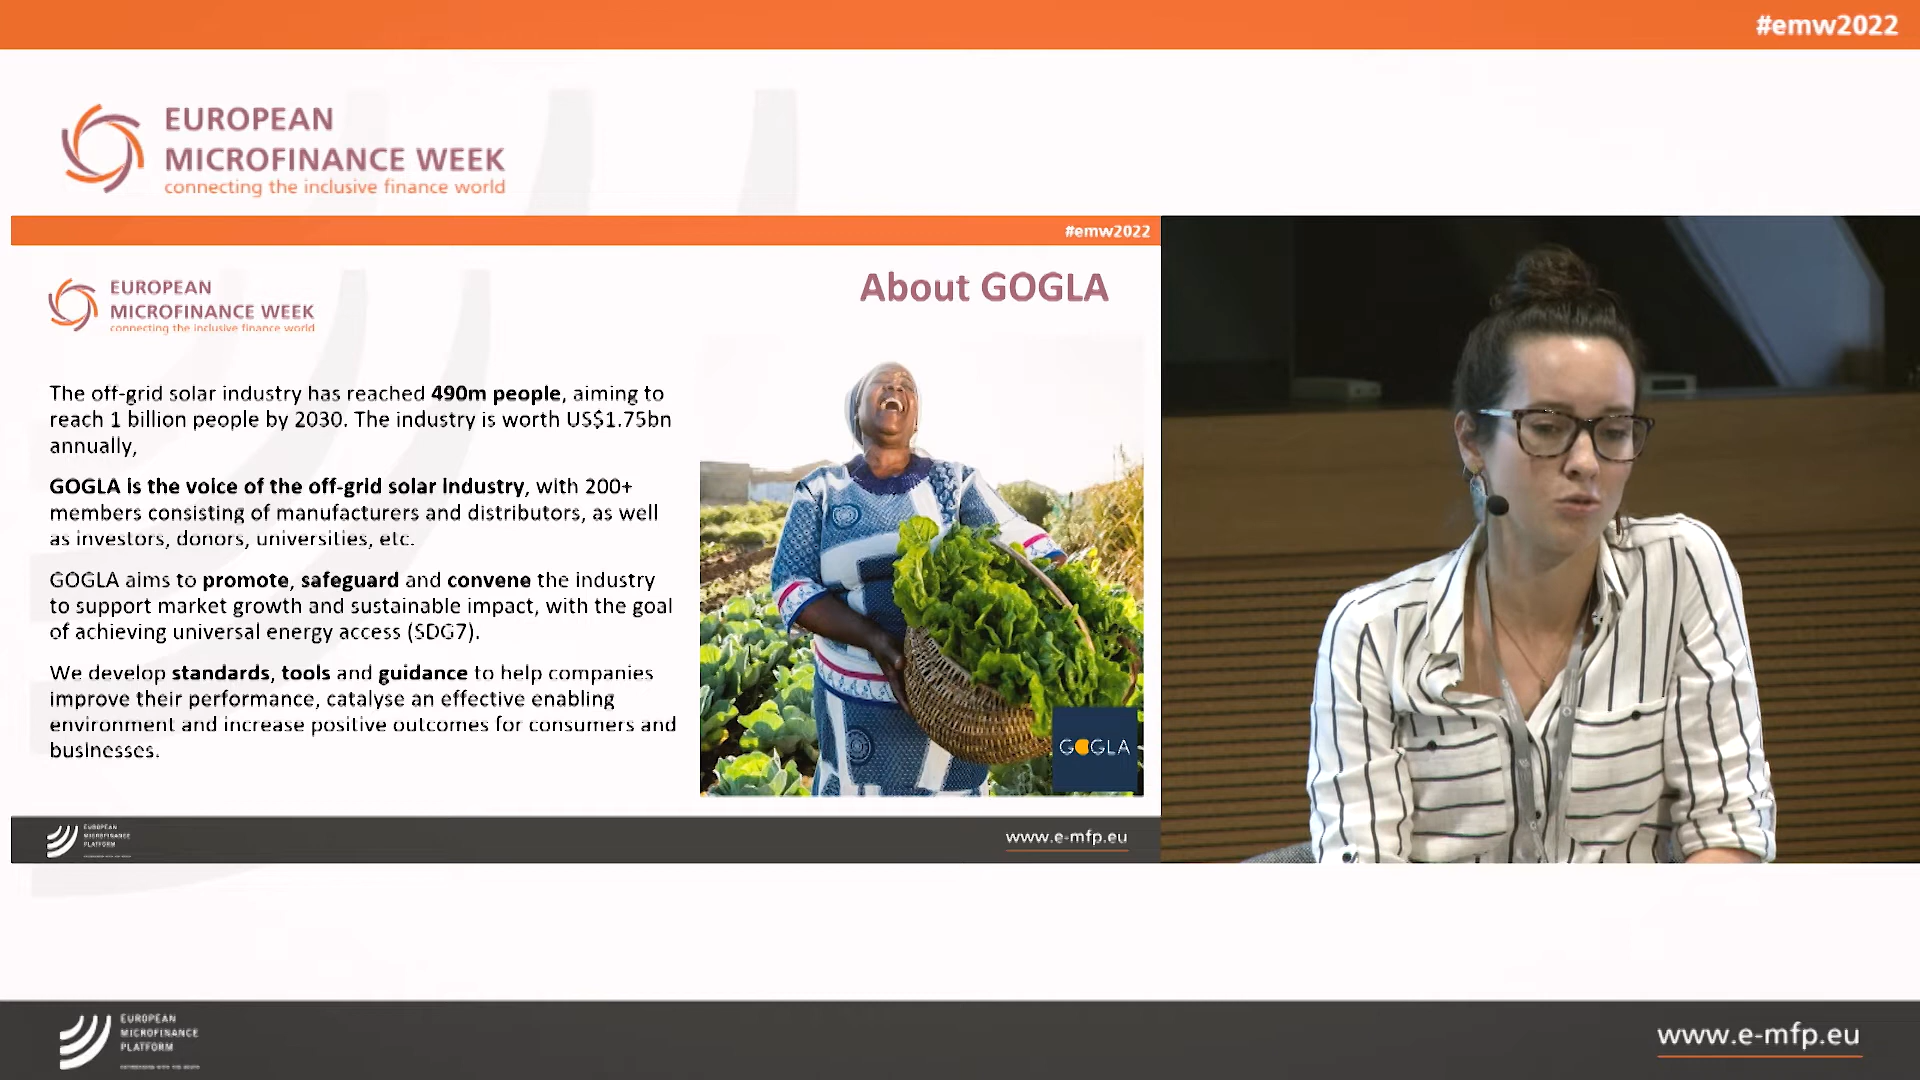 #emw2022
EUROPEAN
MICROFINANCE WEEK
connecting the inclusive finance world
#emw2022
EUROPEAN
MICROFINANCE WEEK
connecting the inclusive finance world
About GOGLA
The off-grid solar industry has reached 490m people, aiming to
reach 1 billion people by 2030. The industry is worth US$1.75bn
annually,
GOGLA is the voice of the off-grid solar industry, with 200+
members consisting of manufacturers and distributors, as well
as investors, donors, universities, etc.
GOGLA aims to promote, safeguard and convene the industry
to support market growth and sustainable impact, with the goal
of achieving universal energy access (SDG7).
We develop standards, tools and guidance to help companies
improve their performance, catalyse an effective enabling
environment and increase positive outcomes for consumers and
businesses.
GOGLA
EUROPEAN
MICROFINANCE
PLATFORM
www.e-mfp.eu
EUROPEAN
MICROFINANCE
PLATFORM
www.e-mfp.eu